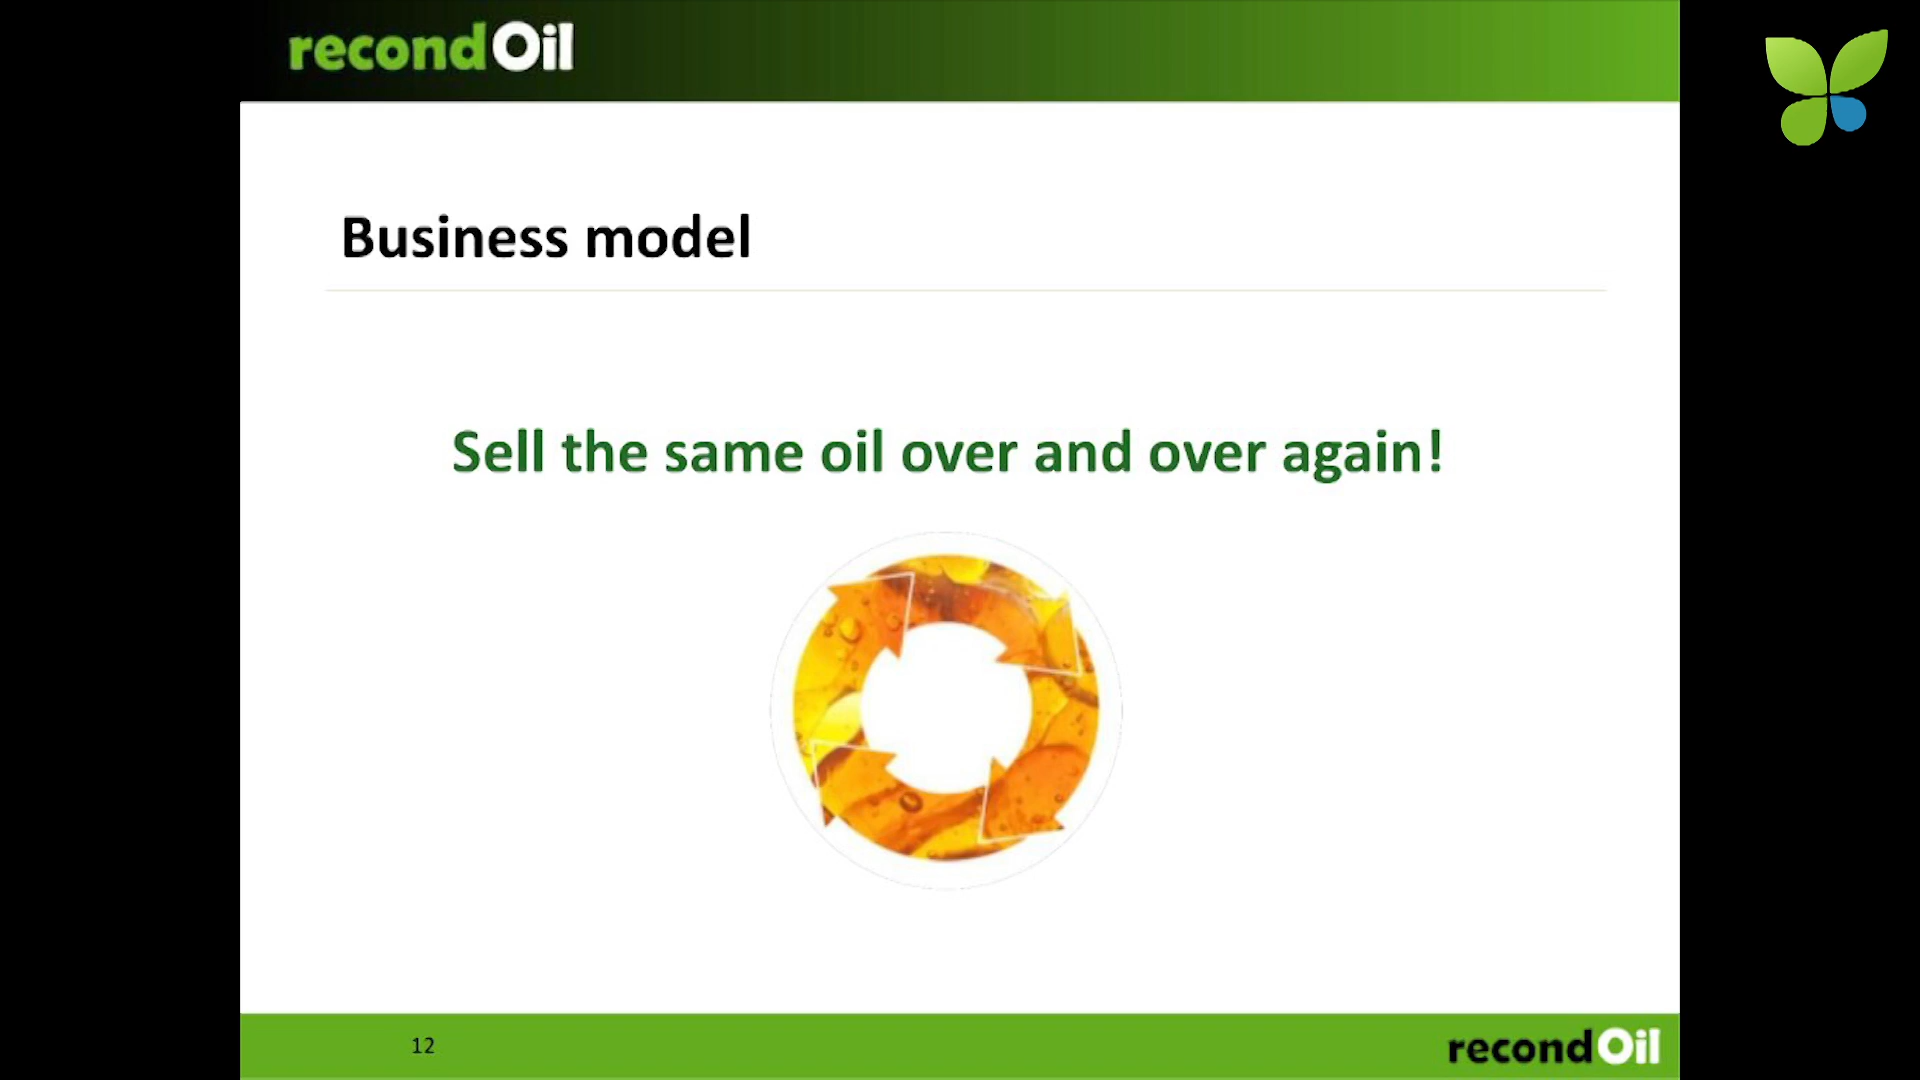 recondOil
Business model
Sell the same oil over and over again!
12
recondOil